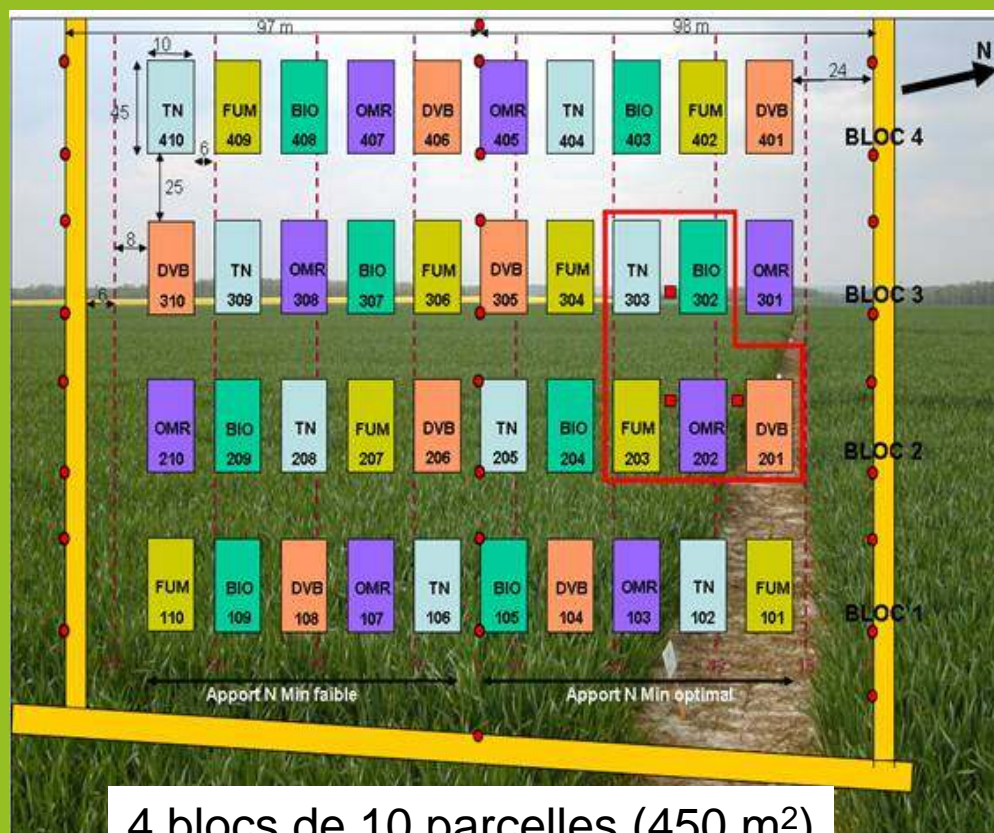 97 m 98 m
N
10
24
45
TN 410 FUM 409 BIO 408 OMR 407 DVB 406 OMR 405 TN 404 BIO 403 FUM 402 DVB 401
BLOC 4
6
25
8
6
DVB 310 TN 309 OMR 308 BIO 307 FUM 306 DVB 305 FUM 304 TN 303 BIO 302 OMR 301
BLOC 3
OMR 210 BIO 209 TN 208 FUM 207 DVB 206 TN 205 BIO 204 FUM 203 OMR 202 DVB 201
BLOC 2
FUM 110 BIO 109 DVB 108 OMR 107 TN 106 BIO 105 DVB 104 OMR 103 TN 102 FUM 101
BLOC 1
Apport N Min faible Apport N Min optimal
4 blocs de 10 parcelles (450 m²)